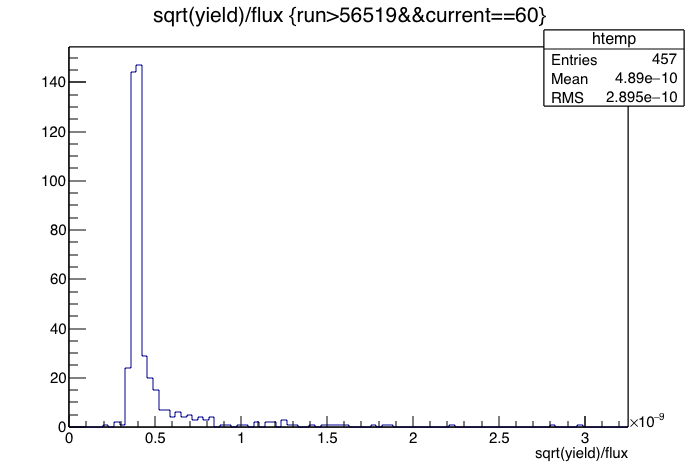 sqrt(yield)/flux {run>56519&&current==60}
htemp
Entries 457
Mean 4.89e−10
RMS 2.895e−10
140
120
100
80
60
40
20
0
0 0.5 1 1.5 2 2.5 3
×10⁻⁹
sqrt(yield)/flux